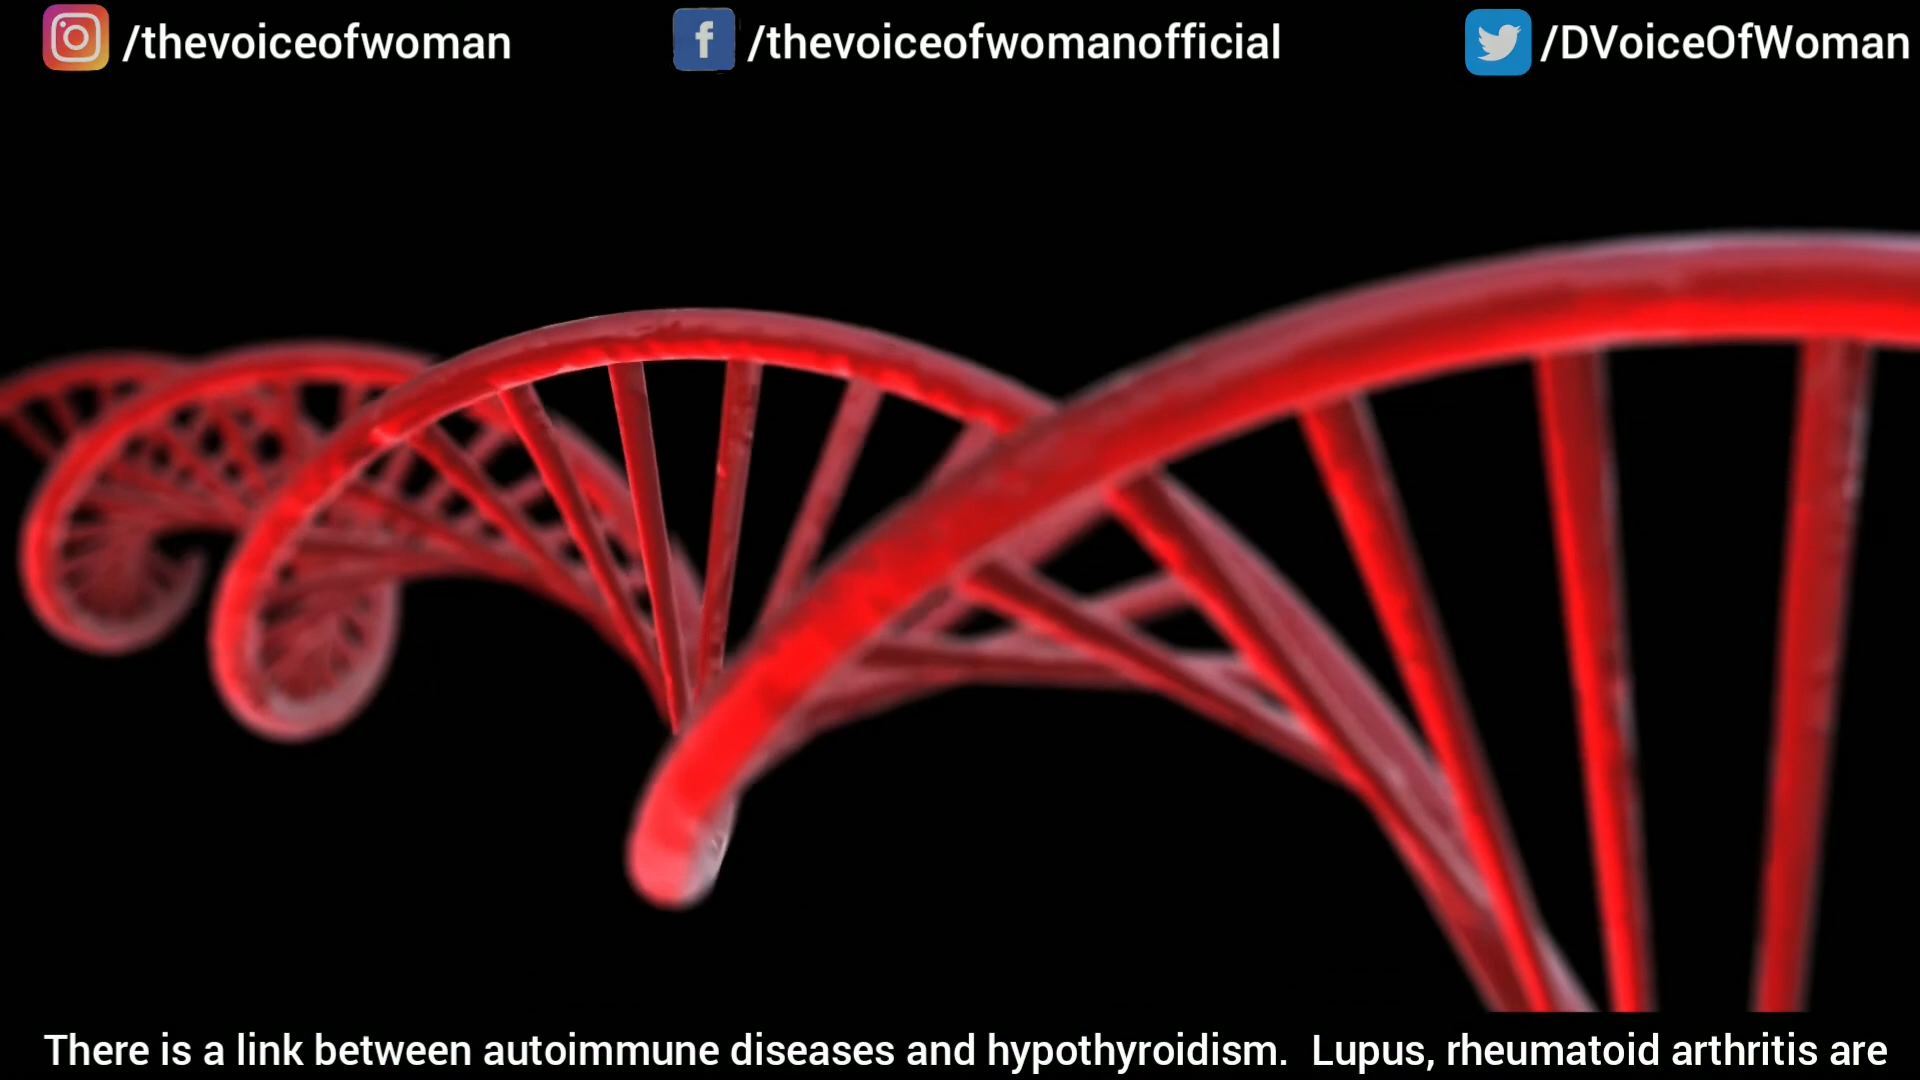 /thevoiceofwoman /thevoiceofwomanofficial /DVoiceOfWoman
There is a link between autoimmune diseases and hypothyroidism. Lupus, rheumatoid arthritis are